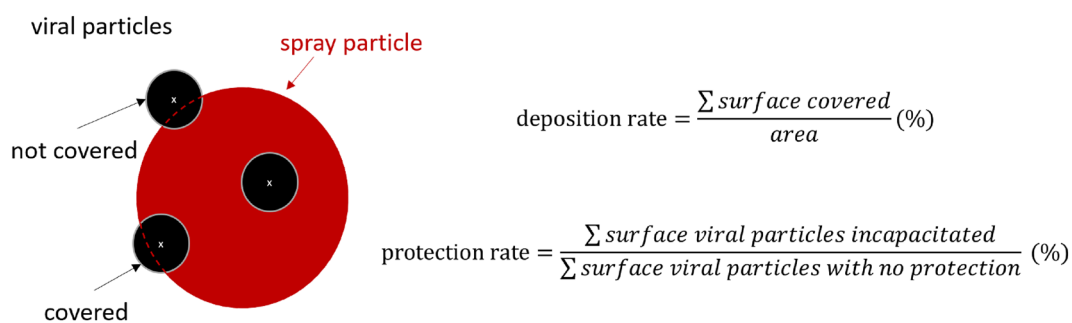 viral particles
spray particle
x
not covered
x
x
covered
deposition rate = ∑ surface covered / area (%)
protection rate = ∑ surface viral particles incapacitated / ∑ surface viral particles with no protection (%)